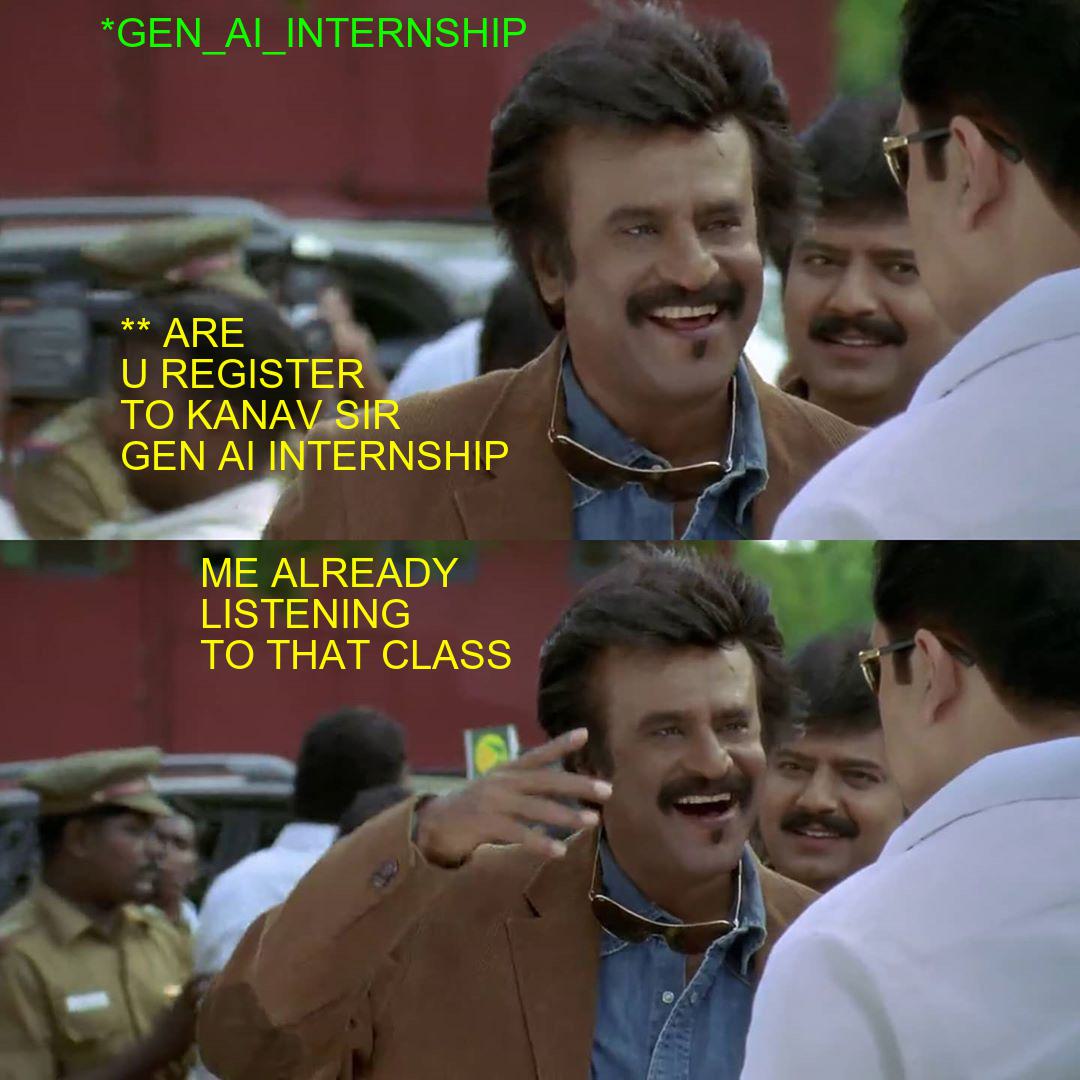 *GEN_AI_INTERNSHIP
** ARE
U REGISTER
TO KANAV SIR
GEN AI INTERNSHIP
ME ALREADY
LISTENING
TO THAT CLASS